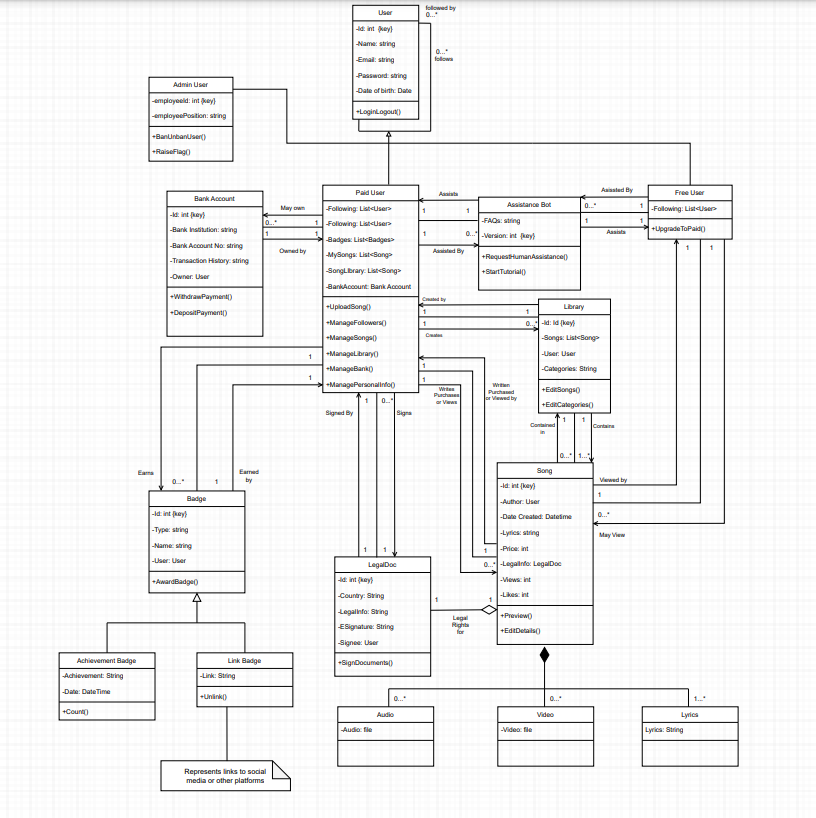 User
-Id: int {key}
-Name: string
-Email: string
-Password: string
-Date of birth: Date
+LoginLogout()
followed by
0...*
0...*
follows
Admin User
-employeeId: int {key}
-employeePosition: string
+BanUnbanUser()
+RaiseFlag()
Bank Account
-Id: int {key}
-Bank Institution: string
-Bank Account No: string
-Transaction History: string
-Owner: User
+WithdrawPayment()
+DepositPayment()
May own
0...*
1
1
1
Owned by
Paid User
-Following: List<User>
-Following: List<User>
-Badges: List<Badges>
-MySongs: List<Song>
-SongLibrary: List<Song>
-BankAccount: Bank Account
+UploadSong()
+ManageFollowers()
+ManageSongs()
+ManageLibrary()
+ManageBank()
+ManagePersonalInfo()
Assists
1
1
1
0...*
Assisted By
Assistance Bot
-FAQs: string
-Version: int {key}
+RequestHumanAssistance()
+StartTutorial()
Assisted By
0...*
1
1
1
Assists
Free User
-Following: List<User>
+UpgradeToPaid()
1
1
Created by
1
1
1
0...*
Creates
Library
-Id: Id {key}
-Songs: List<Song>
-User: User
-Categories: String
+EditSongs()
+EditCategories()
1
1
Writes
Purchases
or Views
Written
Purchased
or Viewed by
1
0...*
Contained
in
1
1
Contains
0...*
1...*
1
1
Signed By
1
0...*
Signs
Earns
0...*
1
Earned
by
Badge
-Id: int {key}
-Type: string
-Name: string
-User: User
+AwardBadge()
Song
-Id: int {key}
-Author: User
-Date Created: Datetime
-Lyrics: string
-Price: int
-LegalInfo: LegalDoc
-Views: int
-Likes: int
+Preview()
+EditDetails()
Viewed by
1
0...*
May View
1
1
LegalDoc
-Id: int {key}
-Country: String
-LegalInfo: String
-ESignature: String
-Signee: User
+SignDocuments()
1
1
Legal
Rights
for
Achievement Badge
-Achievement: String
-Date: DateTime
+Count()
Link Badge
-Link: String
+Unlink()
Represents links to social
media or other platforms
0...*
0...*
1...*
Audio
-Audio: file
Video
-Video: file
Lyrics
Lyrics: String